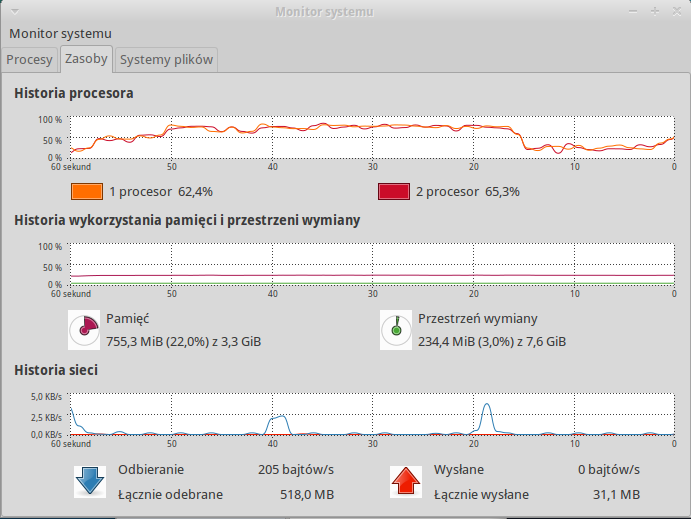 Monitor systemu
Monitor systemu
Procesy Zasoby Systemy plików
Historia procesora
100 %
50 %
0 %
60 sekund 50 40 30 20 10 0
1 procesor 62,4% 2 procesor 65,3%
Historia wykorzystania pamięci i przestrzeni wymiany
100 %
50 %
0 %
60 sekund 50 40 30 20 10 0
Pamięć Przestrzeń wymiany
755,3 MiB (22,0%) z 3,3 GiB 234,4 MiB (3,0%) z 7,6 GiB
Historia sieci
5,0 KB/s
2,5 KB/s
0,0 KB/s
60 sekund 50 40 30 20 10 0
Odbieranie 205 bajtów/s Wysłane 0 bajtów/s
Łącznie odebrane 518,0 MB Łącznie wysłane 31,1 MB